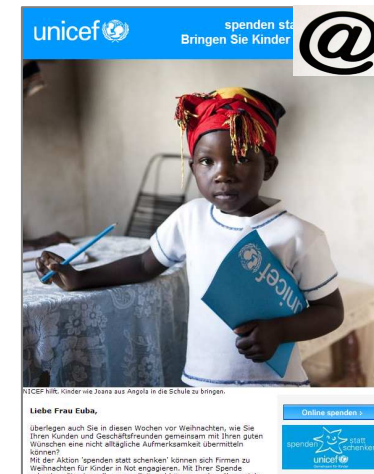 unicef
spenden
Bringen Sie Kinder
@
unicef
NICEF hilft, Kinder wie Joana aus Angola in die Schule zu bringen.
Liebe Frau Euba,
überlegen auch Sie in diesen Wochen vor Weihnachten, wie Sie
Ihren Kunden und Geschäftsfreunden gemeinsam mit Ihren guten
Wünschen eine nicht alltägliche Aufmerksamkeit übermitteln
können?
Mit der Aktion 'spenden statt schenken' können sich Firmen zu
Weihnachten für Kinder in Not engagieren. Mit Ihrer Spende
Online spenden >
spenden statt
schenken
unicef